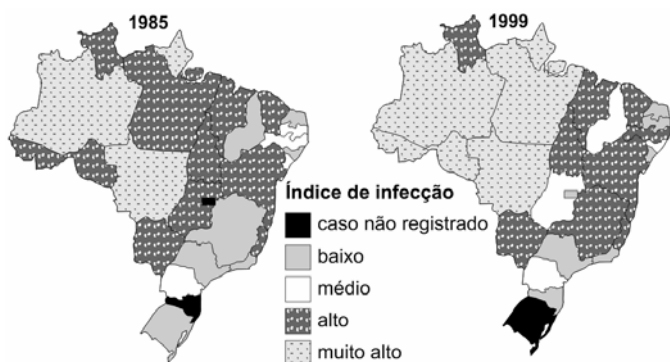 1985
1999
Índice de infecção
caso não registrado
baixo
médio
alto
muito alto